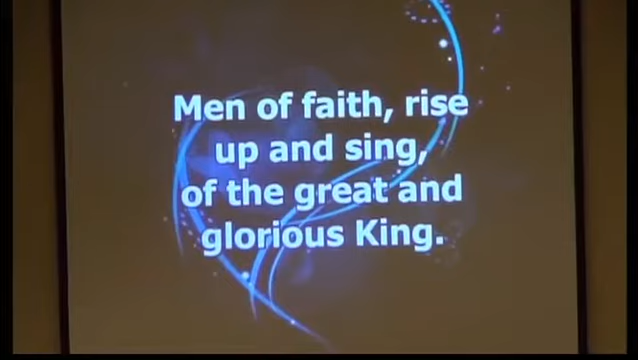 Men of faith, rise
up and sing,
of the great and
glorious King.